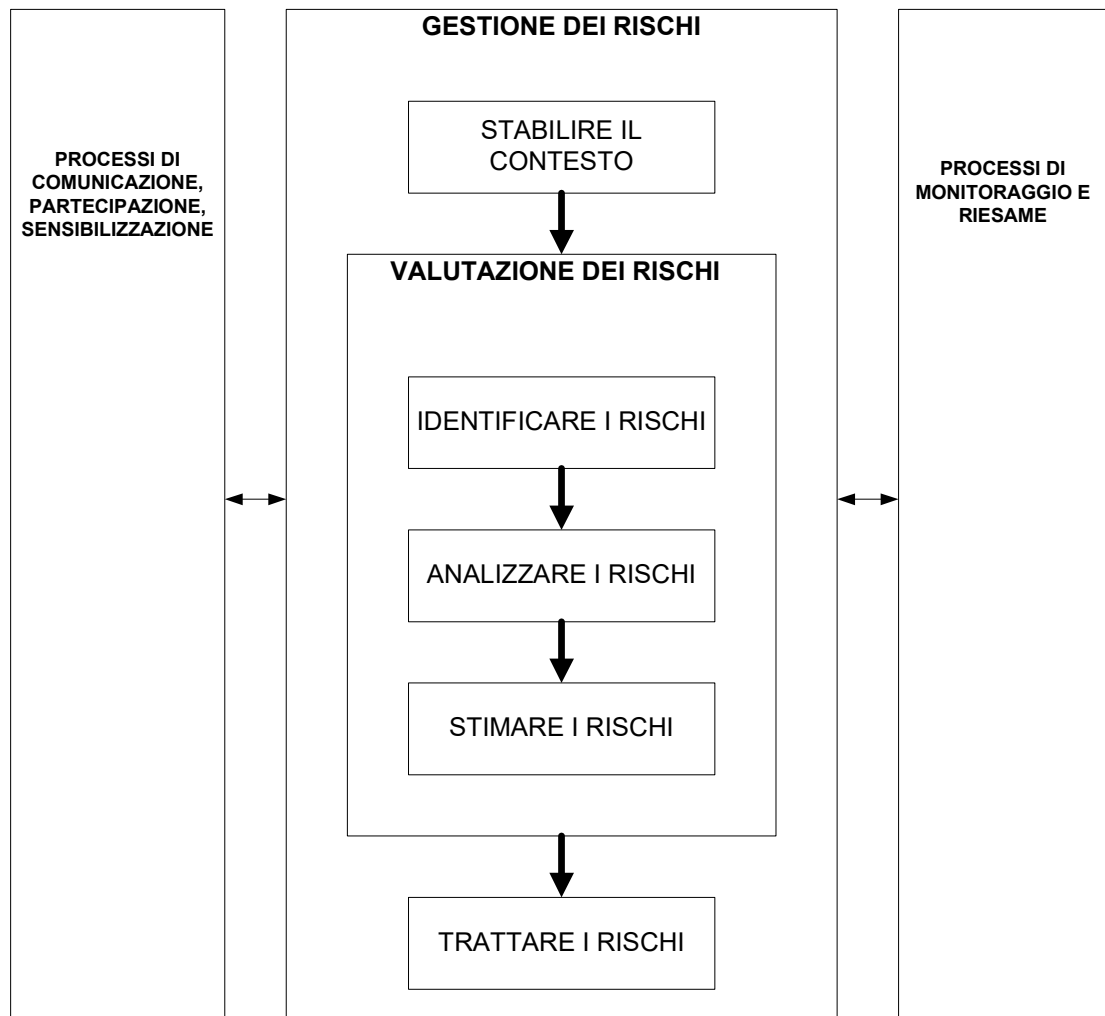 GESTIONE DEI RISCHI
PROCESSI DI
COMUNICAZIONE,
PARTECIPAZIONE,
SENSIBILIZZAZIONE
STABILIRE IL
CONTESTO
VALUTAZIONE DEI RISCHI
IDENTIFICARE I RISCHI
ANALIZZARE I RISCHI
STIMARE I RISCHI
TRATTARE I RISCHI
PROCESSI DI
MONITORAGGIO E
RIESAME